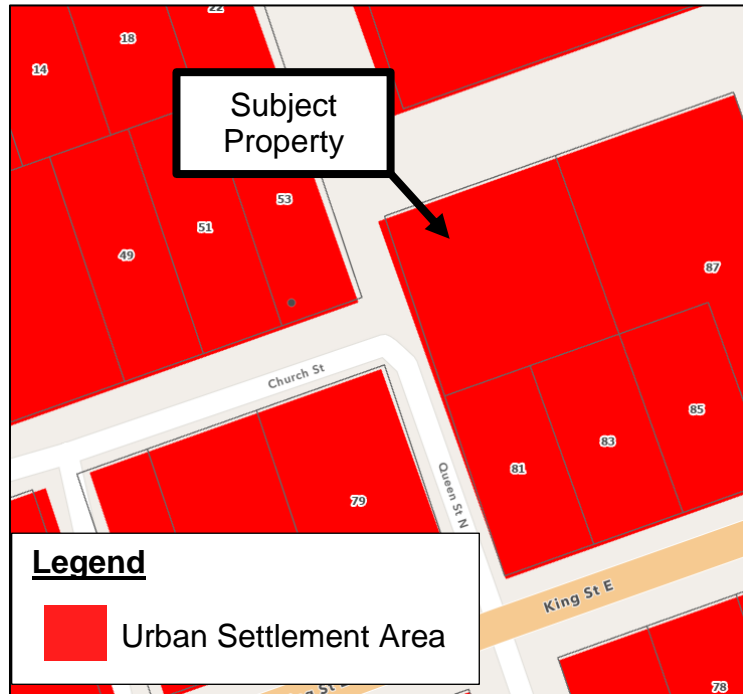 22
18
14
Subject
Property
53
51
49
87
Church St
85
83
81
79
Queen St N
King St E
Legend
Urban Settlement Area
78